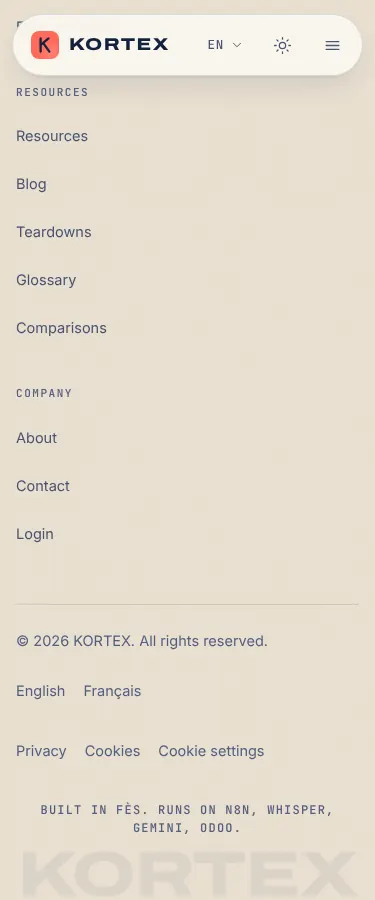 KORTEX
EN
RESOURCES
Resources
Blog
Teardowns
Glossary
Comparisons
COMPANY
About
Contact
Login
© 2026 KORTEX. All rights reserved.
English Français
Privacy Cookies Cookie settings
BUILT IN FÈS. RUNS ON N8N, WHISPER,
GEMINI, ODOO.
KORTEX